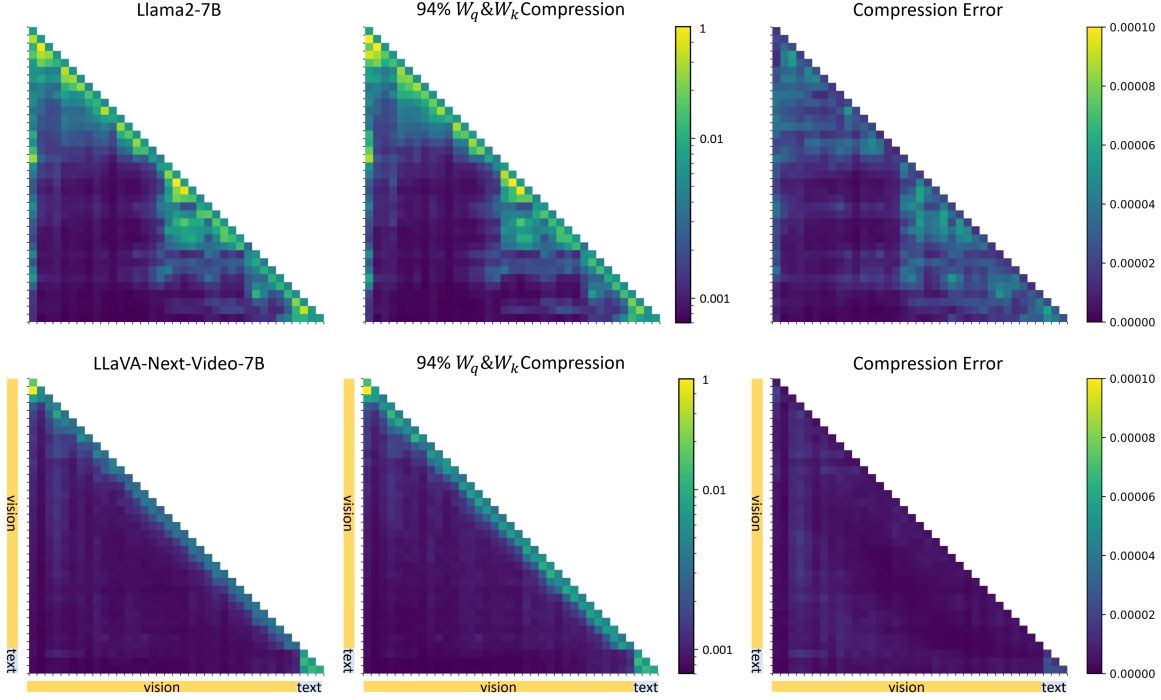 Llama2-7B
94% W_q&W_k Compression
Compression Error
1
0.01
0.001
0.00010
0.00008
0.00006
0.00004
0.00002
0.00000
LLaVA-Next-Video-7B
94% W_q&W_k Compression
Compression Error
vision
text
vision
text
vision
text
1
0.01
0.001
0.00010
0.00008
0.00006
0.00004
0.00002
0.00000
vision text
vision text
vision text